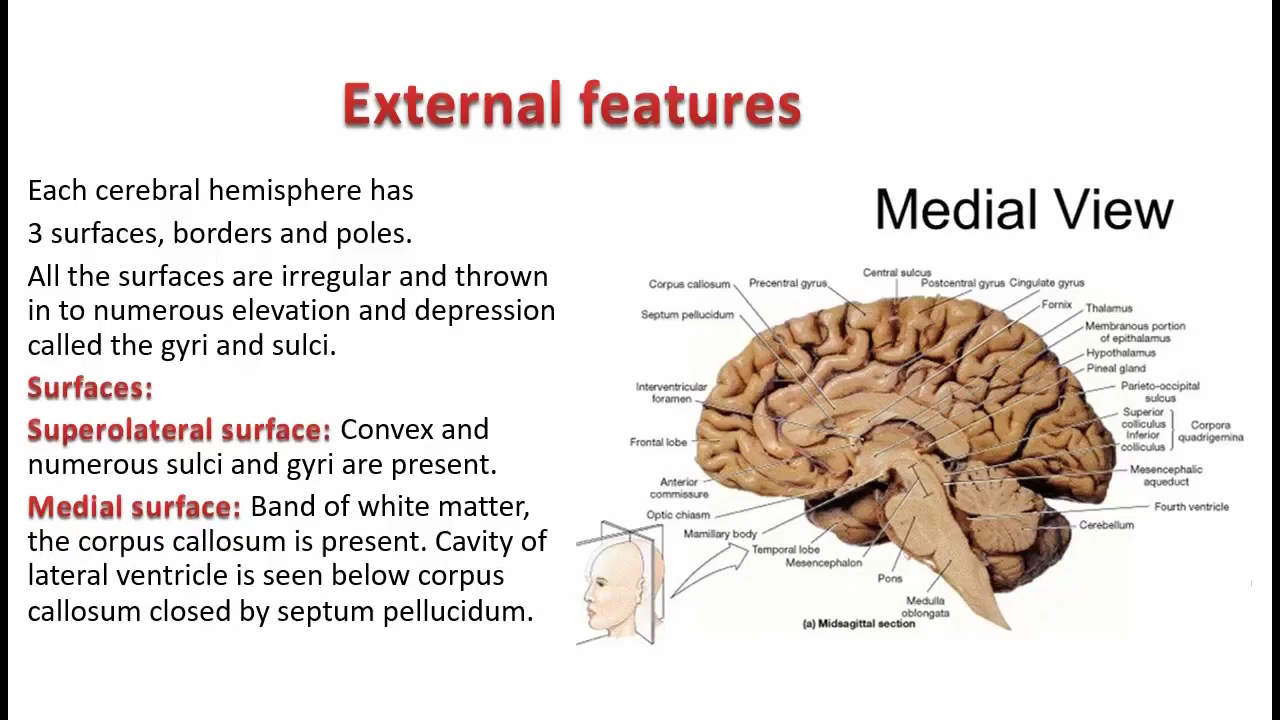 External features
Each cerebral hemisphere has
3 surfaces, borders and poles.
All the surfaces are irregular and thrown
in to numerous elevation and depression
called the gyri and sulci.
Surfaces:
Superolateral surface: Convex and
numerous sulci and gyri are present.
Medial surface: Band of white matter,
the corpus callosum is present. Cavity of
lateral ventricle is seen below corpus
callosum closed by septum pellucidum.
Medial View
Central sulcus
Corpus callosum
Precentral gyrus
Postcentral gyrus
Cingulate gyrus
Septum pellucidum
Fornix
Thalamus
Membranous portion
of epithalamus
Hypothalamus
Pineal gland
Interventricular
foramen
Parieto-occipital
sulcus
Superior
colliculus
Inferior
colliculus
Corpora
quadrigemina
Frontal lobe
Mesencephalic
aqueduct
Anterior
commissure
Fourth ventricle
Optic chiasm
Cerebellum
Mamillary body
Temporal lobe
Mesencephalon
Pons
Medulla
oblongata
(a) Midsagittal section